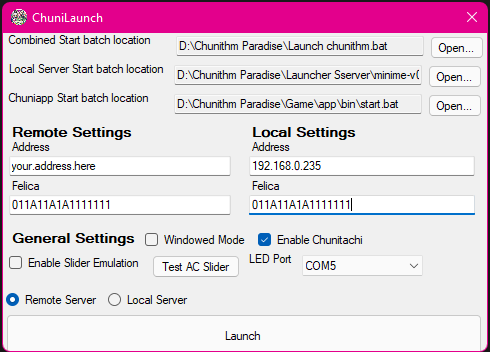 ChuniLaunch
Combined Start batch location D:\Chunithm Paradise\Launch chunithm.bat Open...
Local Server Start batch location D:\Chunithm Paradise\Launcher Sserver\minime-v( Open...
Chuniapp Start batch location D:\Chunithm Paradise\Game\app\bin\start.bat Open...
Remote Settings Local Settings
Address Address
your.address.here 192.168.0.235
Felica Felica
011A11A1A1111111 011A11A1A1111111
General Settings Windowed Mode Enable Chunitachi
Enable Slider Emulation Test AC Slider LED Port COM5
Remote Server Local Server
Launch